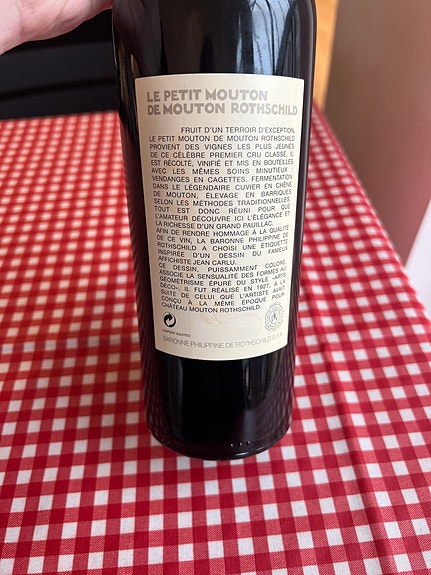 LE PETIT MOUTON
DE MOUTON ROTHSCHILD
FRUIT D'UN TERROIR D'EXCEPTION,
LE PETIT MOUTON DE MOUTON ROTHSCHILD
PROVIENT DES VIGNES LES PLUS JEUNES
DE CE CÉLÈBRE PREMIER CRU CLASSÉ. IL
EST RÉCOLTÉ, VINIFIÉ ET MIS EN BOUTEILLES
AVEC LES MÊMES SOINS MINUTIEUX :
VENDANGES EN CAGETTES, FERMENTATION
DANS LE LÉGENDAIRE CUVIER EN CHÊNE
DE MOUTON, ÉLEVAGE EN BARRIQUES
SELON LES MÉTHODES TRADITIONNELLES.
TOUT EST DONC RÉUNI POUR QUE
L'AMATEUR DÉCOUVRE ICI L'ÉLÉGANCE ET
LA RICHESSE D'UN GRAND PAUILLAC.
AFIN DE RENDRE HOMMAGE À LA QUALITÉ
DE CE VIN, LA BARONNE PHILIPPINE DE
ROTHSCHILD A CHOISI UNE ÉTIQUETTE
INSPIRÉE D'UN DESSIN DU FAMEUX
AFFICHISTE JEAN CARLU.
CE DESSIN, PUISSAMMENT COLORÉ,
ASSOCIE LA SENSUALITÉ DES FORMES AU
GÉOMÉTRISME ÉPURÉ DU STYLE «ARTS
DÉCO». IL FUT RÉALISÉ EN 1927, À LA
SUITE DE CELUI QUE L'ARTISTE AVAIT
CONÇU À LA MÊME ÉPOQUE POUR
CHÂTEAU MOUTON ROTHSCHILD.
BARONNE PHILIPPINE DE ROTHSCHILD G.F.A.